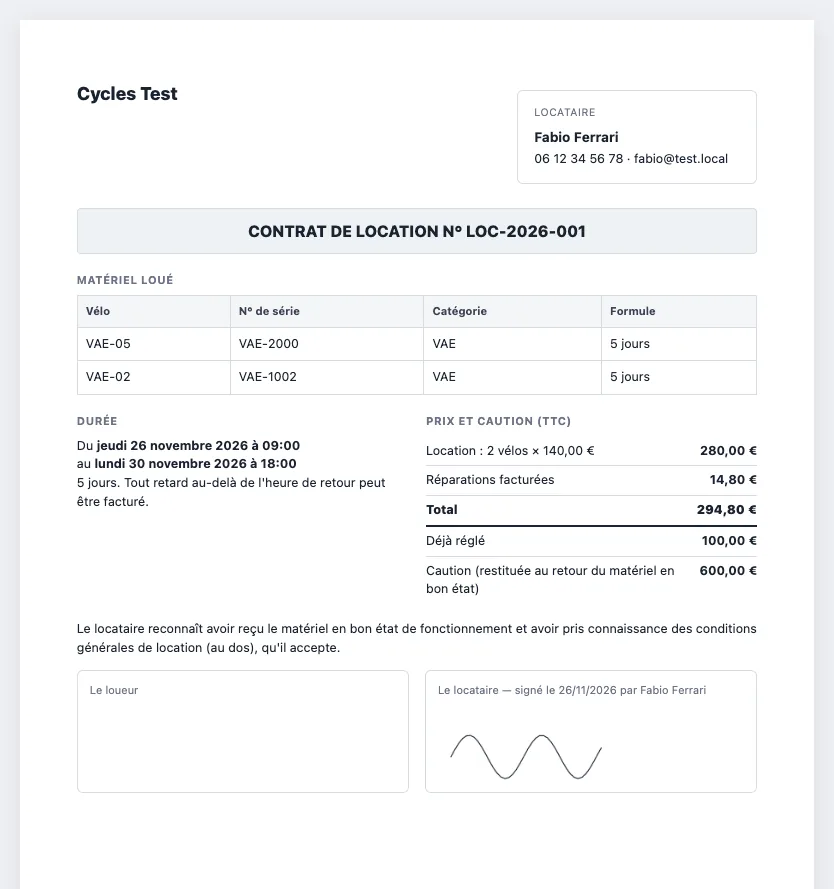 Cycles Test
LOCATAIRE
Fabio Ferrari
06 12 34 56 78 · fabio@test.local
CONTRAT DE LOCATION Nº LOC-2026-001
MATÉRIEL LOUÉ
Vélo Nº de série Catégorie Formule
VAE-05 VAE-2000 VAE 5 jours
VAE-02 VAE-1002 VAE 5 jours
DURÉE
Du jeudi 26 novembre 2026 à 09:00
au lundi 30 novembre 2026 à 18:00
5 jours. Tout retard au-delà de l'heure de retour peut
être facturé.
PRIX ET CAUTION (TTC)
Location : 2 vélos × 140,00 € 280,00 €
Réparations facturées 14,80 €
Total 294,80 €
Déjà réglé 100,00 €
Caution (restituée au retour du matériel en 600,00 €
bon état)
Le locataire reconnaît avoir reçu le matériel en bon état de fonctionnement et avoir pris connaissance des conditions
générales de location (au dos), qu'il accepte.
Le loueur
Le locataire — signé le 26/11/2026 par Fabio Ferrari